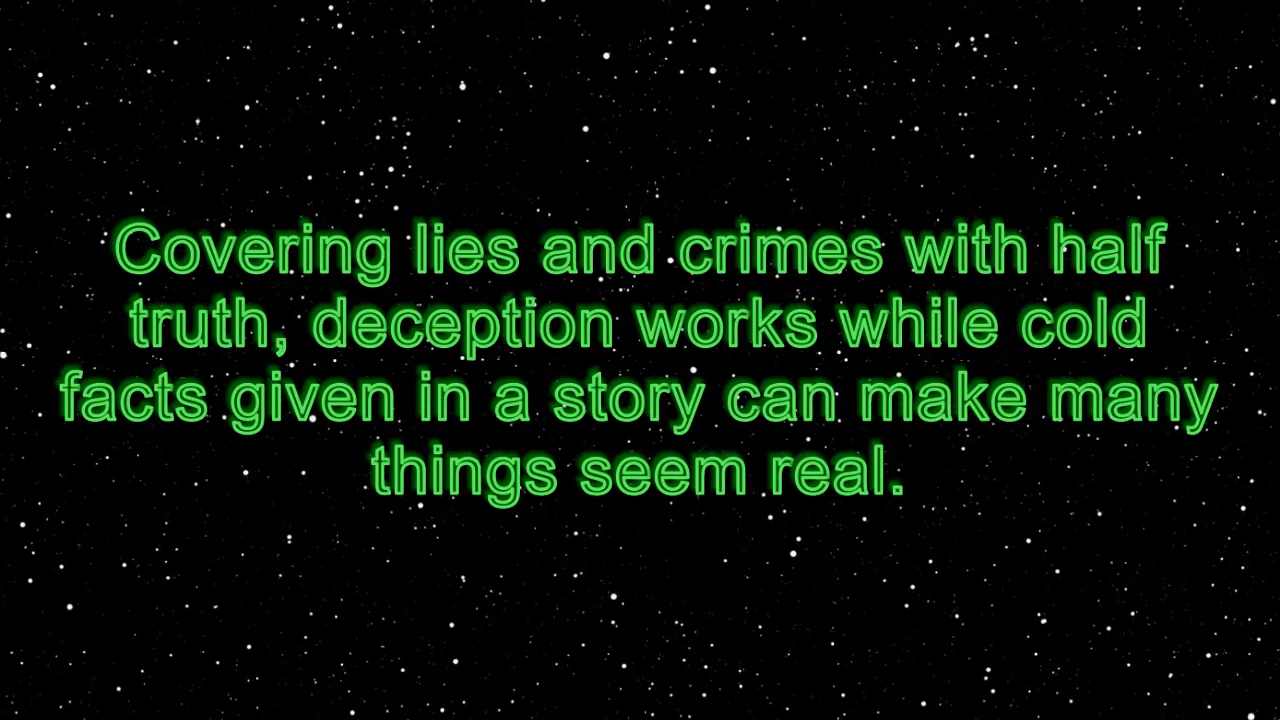 Covering lies and crimes with half
truth, deception works while cold
facts given in a story can make many
things seem real.